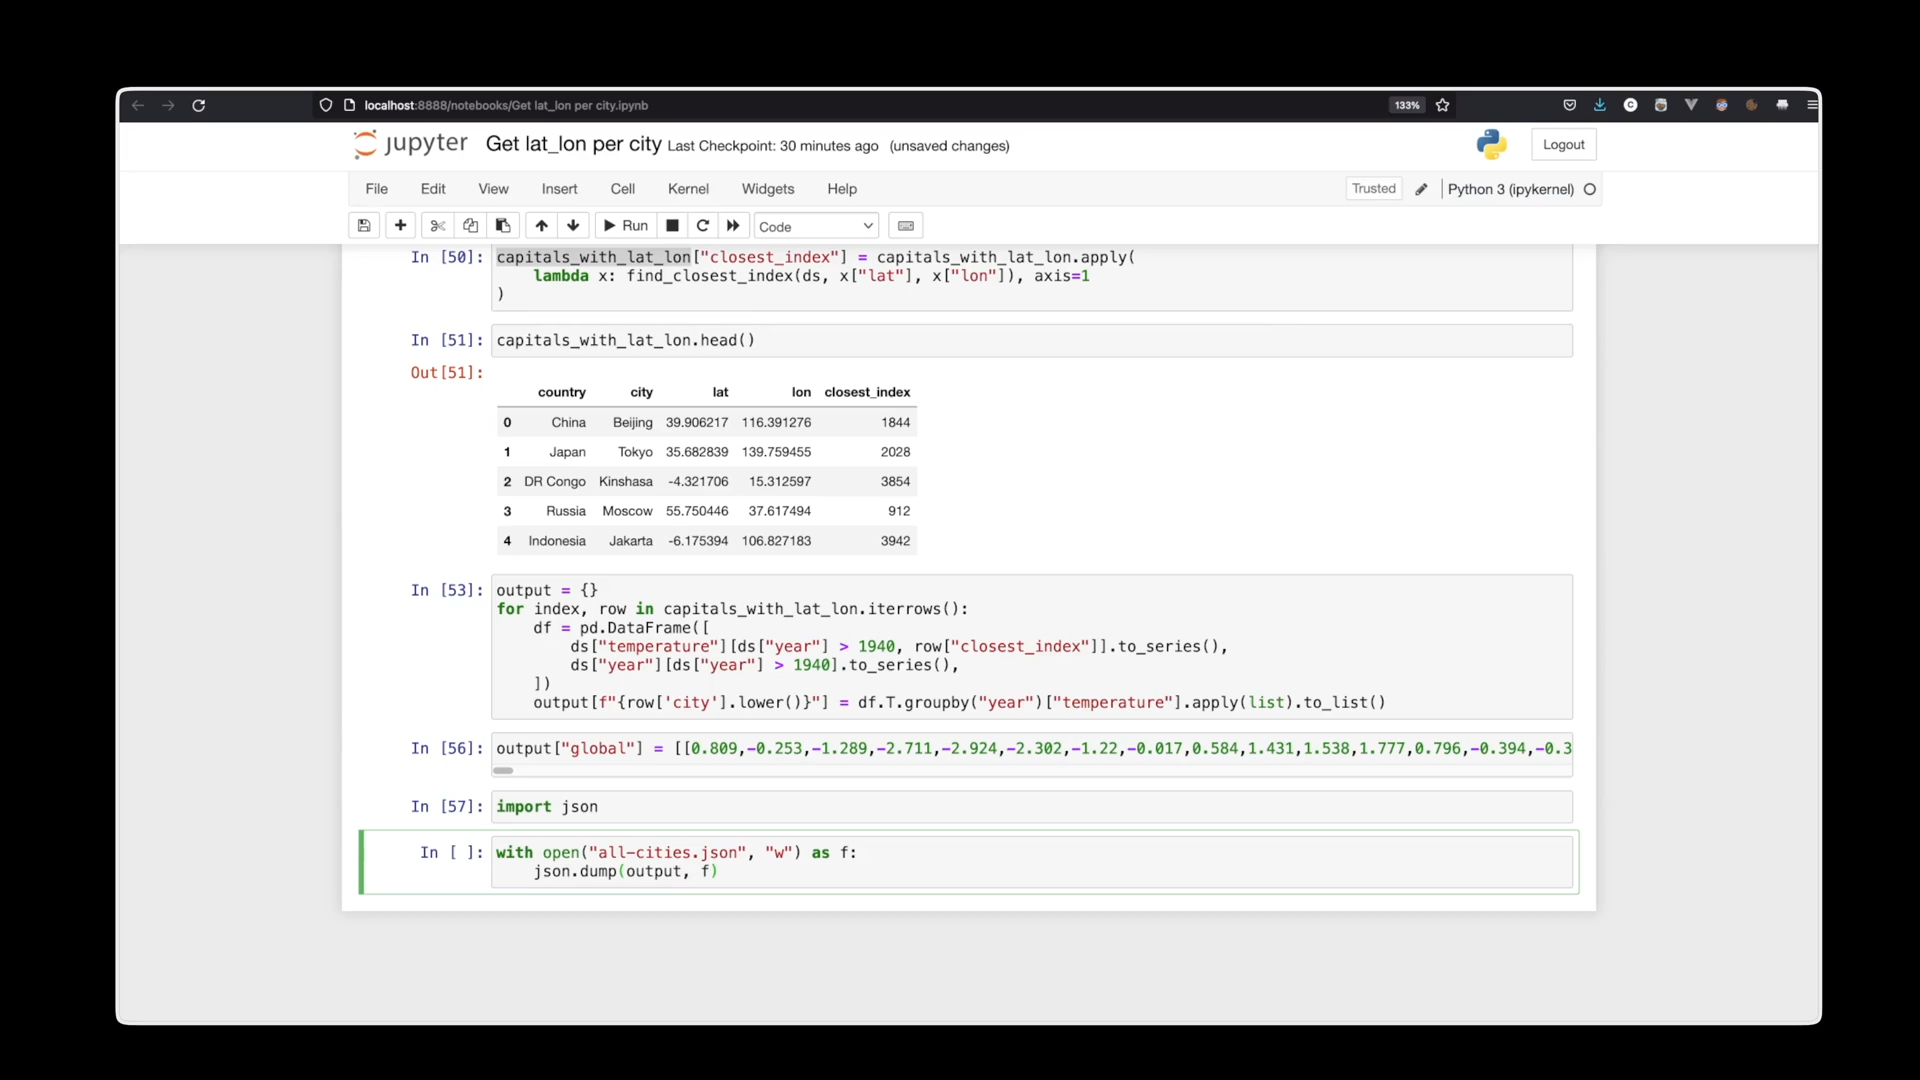 localhost:8888/notebooks/Get lat_lon per city.ipynb
133%
jupyter Get lat_lon per city Last Checkpoint: 30 minutes ago (unsaved changes)
Logout
File Edit View Insert Cell Kernel Widgets Help
Trusted
Python 3 (ipykernel)
Run
Code
In [50]: capitals_with_lat_lon["closest_index"] = capitals_with_lat_lon.apply(
    lambda x: find_closest_index(ds, x["lat"], x["lon"]), axis=1
)
In [51]: capitals_with_lat_lon.head()
Out[51]:
country city lat lon closest_index
0 China Beijing 39.906217 116.391276 1844
1 Japan Tokyo 35.682839 139.759455 2028
2 DR Congo Kinshasa -4.321706 15.312597 3854
3 Russia Moscow 55.750446 37.617494 912
4 Indonesia Jakarta -6.175394 106.827183 3942
In [53]: output = {}
for index, row in capitals_with_lat_lon.iterrows():
    df = pd.DataFrame([
        ds["temperature"][ds["year"] > 1940, row["closest_index"]].to_series(),
        ds["year"][ds["year"] > 1940].to_series(),
    ])
    output[f"{row['city'].lower()}"] = df.T.groupby("year")["temperature"].apply(list).to_list()
In [56]: output["global"] = [[0.809,-0.253,-1.289,-2.711,-2.924,-2.302,-1.22,-0.017,0.584,1.431,1.538,1.777,0.796,-0.394,-0.3
In [57]: import json
In [ ]: with open("all-cities.json", "w") as f:
    json.dump(output, f)